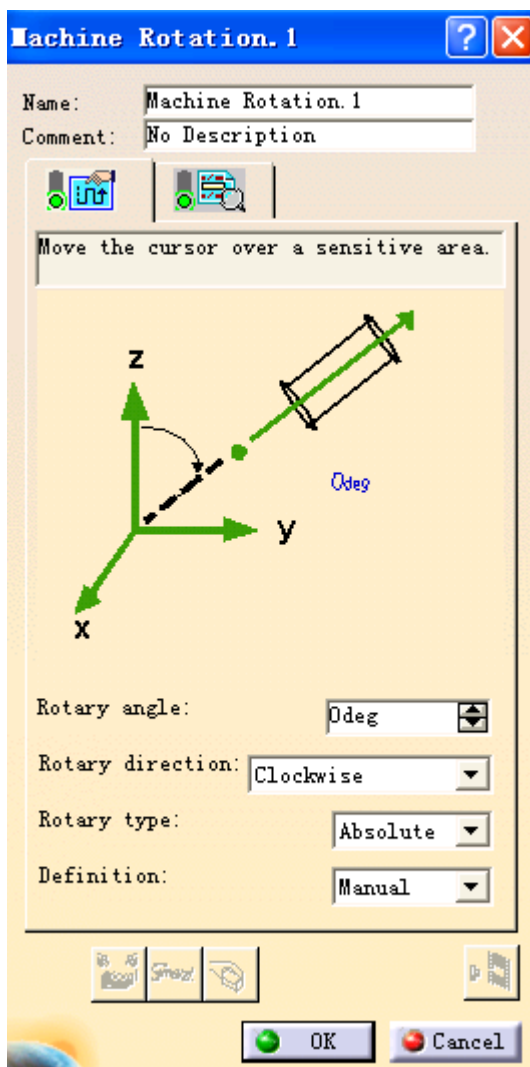 Machine Rotation.1
Name: Machine Rotation.1
Comment: No Description
Move the cursor over a sensitive area.
z
0deg
y
x
Rotary angle: 0deg
Rotary direction: Clockwise
Rotary type: Absolute
Definition: Manual
OK Cancel